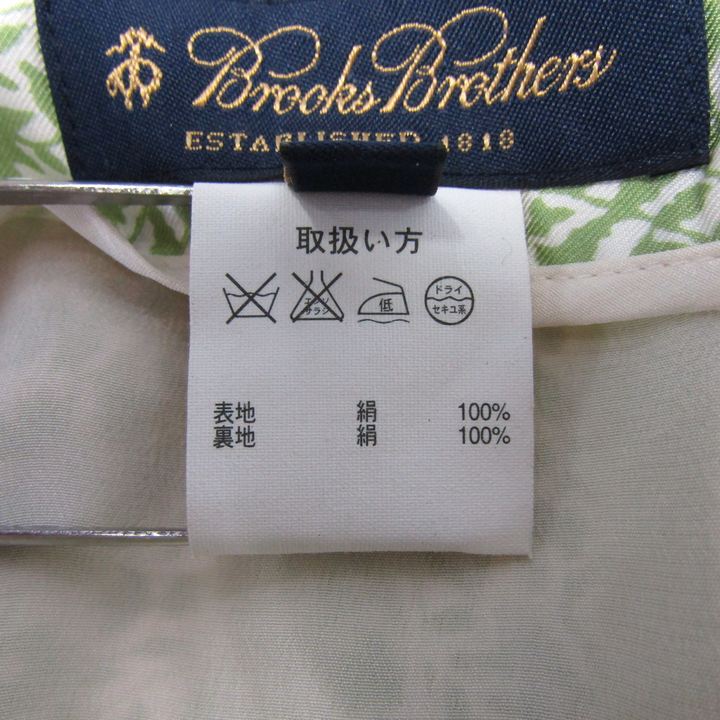 Brooks Brothers
ESTABLISHED 1818
取扱い方
エンソ サラシ 低 ドライ セキユ系
表地 絹 100%
裏地 絹 100%